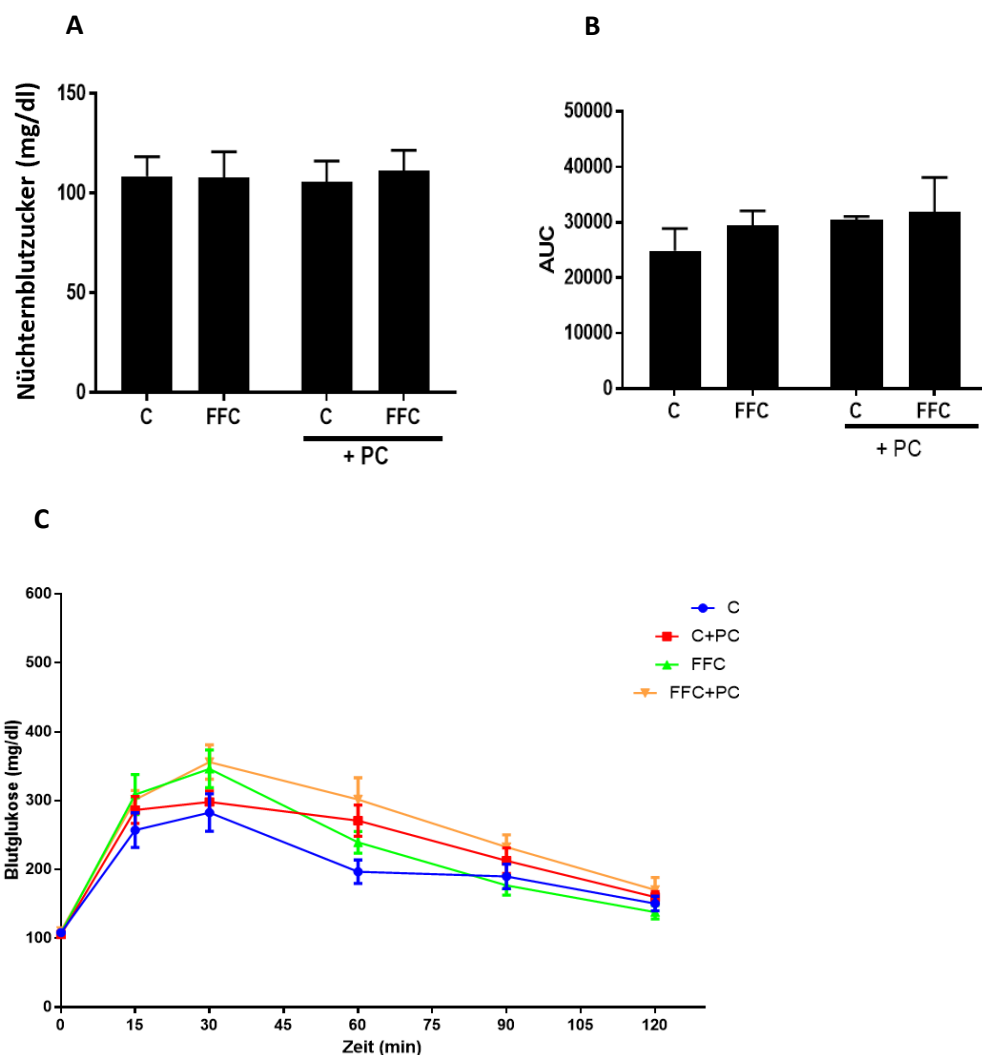 A
Nüchternblutzucker (mg/dl)
150
100
50
0
C FFC C FFC
+ PC
B
AUC
50000
40000
30000
20000
10000
0
C FFC C FFC
+ PC
C
Blutglukose (mg/dl)
600
500
400
300
200
100
0
0 15 30 45 60 75 90 105 120
Zeit (min)
C
C+PC
FFC
FFC+PC